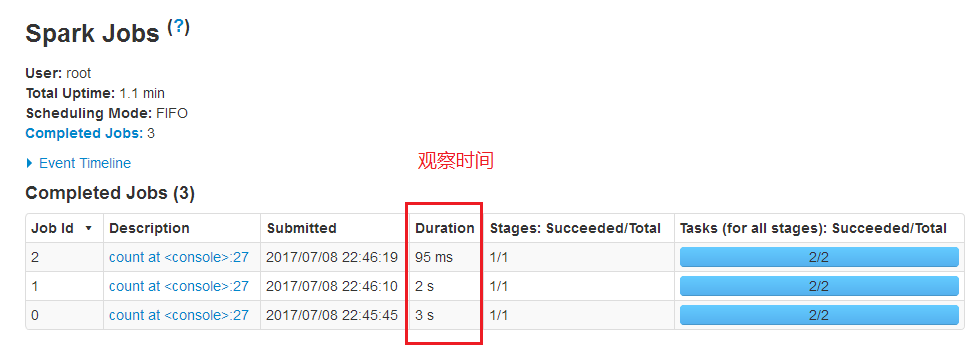 Spark Jobs (?)
User: root
Total Uptime: 1.1 min
Scheduling Mode: FIFO
Completed Jobs: 3
Event Timeline
观察时间
Completed Jobs (3)
Job Id Description Submitted Duration Stages: Succeeded/Total Tasks (for all stages): Succeeded/Total
2 count at <console>:27 2017/07/08 22:46:19 95 ms 1/1 2/2
1 count at <console>:27 2017/07/08 22:46:10 2 s 1/1 2/2
0 count at <console>:27 2017/07/08 22:45:45 3 s 1/1 2/2